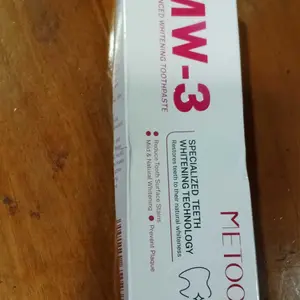 MW-3
WHITENING TOOTHPASTE
SPECIALIZED TEETH
WHITENING TECHNOLOGY
Restores teeth to their natural whiteness
Reduce Tooth Surface Stains
Mild & Natural Whitening
Prevent Plaque
METOO